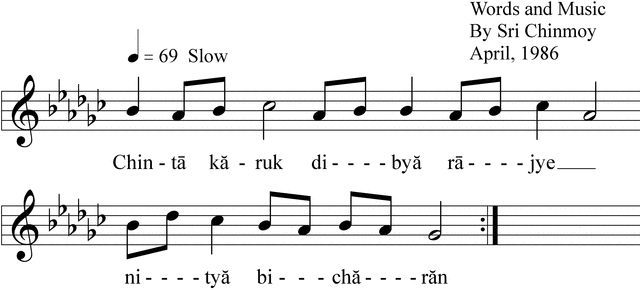 Words and Music
By Sri Chinmoy
April, 1986
= 69 Slow
Chin - tā kă - ruk di - - - - byă rā - - - - jye
ni - - - - tyă bi - - - chă - - - - răn